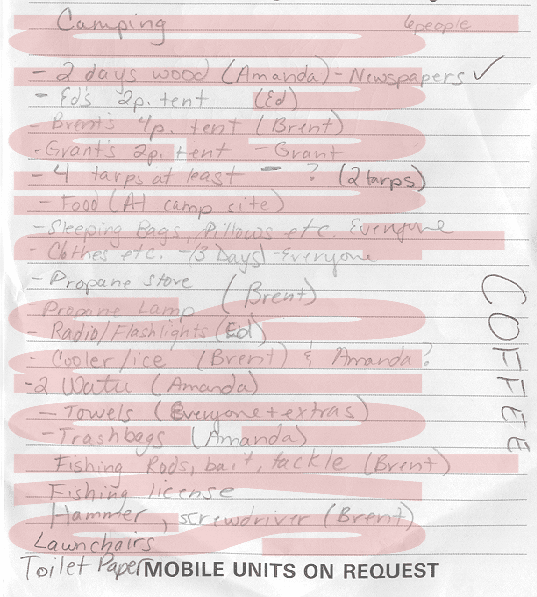 Camping 6 people
- 2 days wood (Amanda) - Newspapers ✓
- Ed's 2p. tent (Ed)
- Brent's 4p. tent (Brent)
- Grant's 2p. tent - Grant
- 4 tarps at least - ? (2 tarps)
- Food (At camp site)
- Sleeping Bags, Pillows etc. Everyone
- Clothes etc. - (3 Days) - Everyone
- Propane stove (Brent)
Propane Lamp
- Radio/Flashlights (Ed)
- Cooler/ice (Brent) & Amanda?
- 2 Water (Amanda)
- Towels (Everyone + extras)
- Trashbags (Amanda)
Fishing Rods, bait, tackle (Brent)
Fishing license
Hammer, screwdriver (Brent)
Lawnchairs
Toilet Paper
MOBILE UNITS ON REQUEST
COFFEE